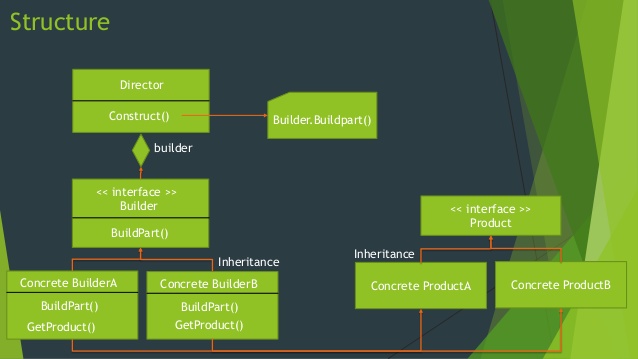 Structure
Director
Construct()
Builder.Buildpart()
builder
<< interface >>
Builder
BuildPart()
<< interface >>
Product
Inheritance
Inheritance
Concrete BuilderA
BuildPart()
GetProduct()
Concrete BuilderB
BuildPart()
GetProduct()
Concrete ProductA
Concrete ProductB